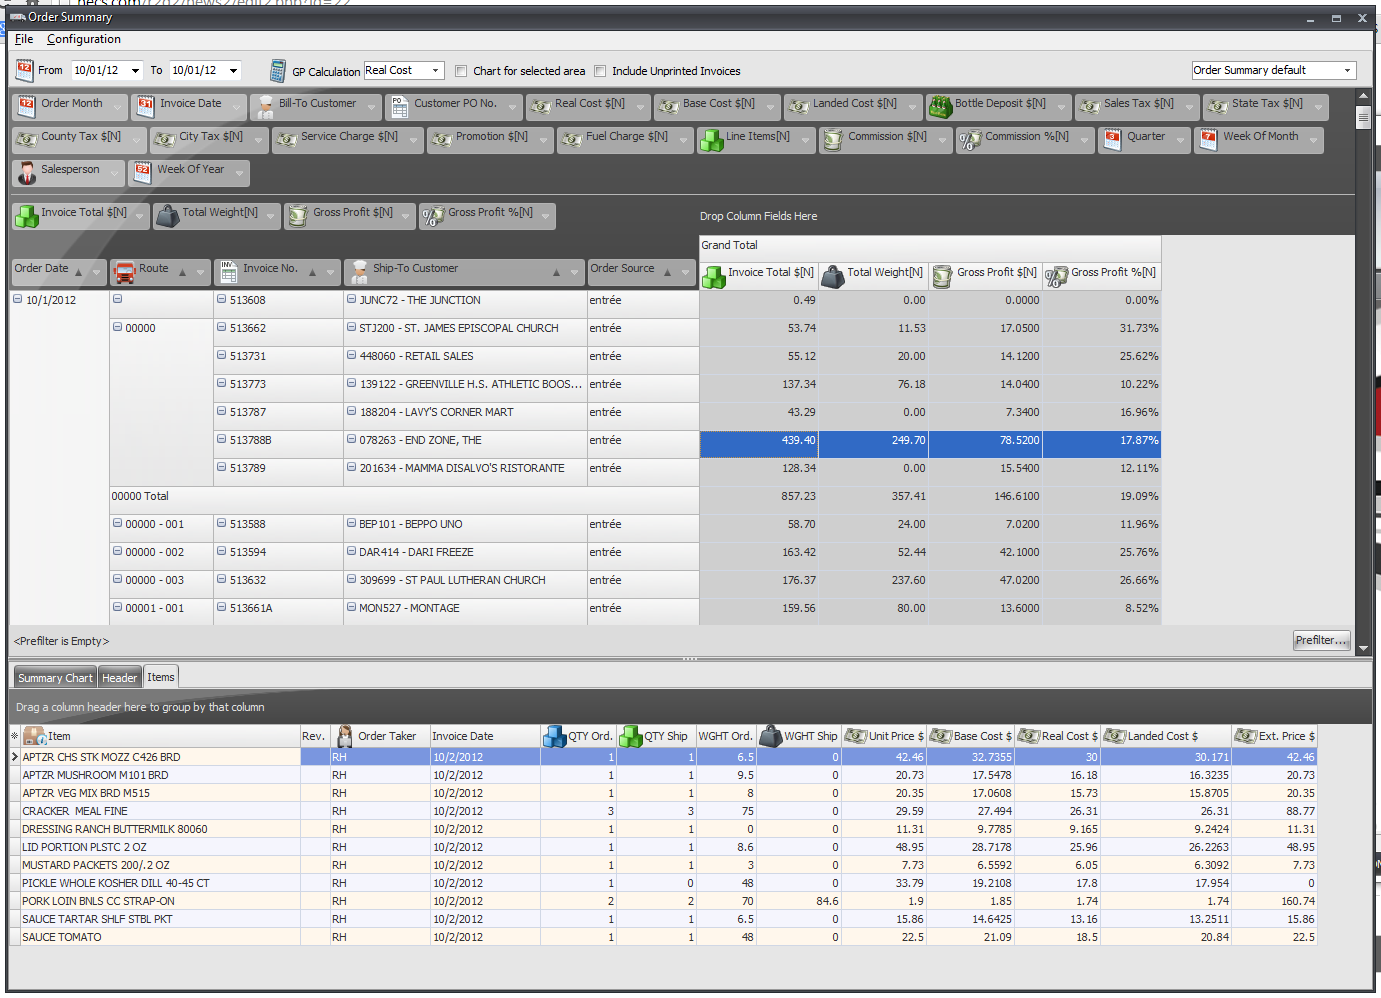 Order Summary
File Configuration
From 10/01/12 To 10/01/12 GP Calculation Real Cost Chart for selected area Include Unprinted Invoices Order Summary default
Order Month Invoice Date Bill-To Customer Customer PO No. Real Cost $[N] Base Cost $[N] Landed Cost $[N] Bottle Deposit $[N] Sales Tax $[N] State Tax $[N]
County Tax $[N] City Tax $[N] Service Charge $[N] Promotion $[N] Fuel Charge $[N] Line Items[N] Commission $[N] Commission %[N] Quarter Week Of Month
Salesperson Week Of Year
Invoice Total $[N] Total Weight[N] Gross Profit $[N] Gross Profit %[N] Drop Column Fields Here
Grand Total
Order Date Route Invoice No. Ship-To Customer Order Source Invoice Total $[N] Total Weight[N] Gross Profit $[N] Gross Profit %[N]
10/1/2012 513608 JUNC72 - THE JUNCTION entrée 0.49 0.00 0.0000 0.00%
00000 513662 STJ200 - ST. JAMES EPISCOPAL CHURCH entrée 53.74 11.53 17.0500 31.73%
513731 448060 - RETAIL SALES entrée 55.12 20.00 14.1200 25.62%
513773 139122 - GREENVILLE H.S. ATHLETIC BOOS... entrée 137.34 76.18 14.0400 10.22%
513787 188204 - LAVY'S CORNER MART entrée 43.29 0.00 7.3400 16.96%
513788B 078263 - END ZONE, THE entrée 439.40 249.70 78.5200 17.87%
513789 201634 - MAMMA DISALVO'S RISTORANTE entrée 128.34 0.00 15.5400 12.11%
00000 Total 857.23 357.41 146.6100 19.09%
00000 - 001 513588 BEP101 - BEPPO UNO entrée 58.70 24.00 7.0200 11.96%
00000 - 002 513594 DAR414 - DARI FREEZE entrée 163.42 52.44 42.1000 25.76%
00000 - 003 513632 309699 - ST PAUL LUTHERAN CHURCH entrée 176.37 237.60 47.0200 26.66%
00001 - 001 513661A MON527 - MONTAGE entrée 159.56 80.00 13.6000 8.52%
<Prefilter is Empty> Prefilter...
Summary Chart Header Items
Drag a column header here to group by that column
Item Rev. Order Taker Invoice Date QTY Ord. QTY Ship WGHT Ord. WGHT Ship Unit Price $ Base Cost $ Real Cost $ Landed Cost $ Ext. Price $
APTZR CHS STK MOZZ C426 BRD RH 10/2/2012 1 1 6.5 0 42.46 32.7355 30 30.171 42.46
APTZR MUSHROOM M101 BRD RH 10/2/2012 1 1 9.5 0 20.73 17.5478 16.18 16.3235 20.73
APTZR VEG MIX BRD M515 RH 10/2/2012 1 1 8 0 20.35 17.0608 15.73 15.8705 20.35
CRACKER MEAL FINE RH 10/2/2012 3 3 75 0 29.59 27.494 26.31 26.31 88.77
DRESSING RANCH BUTTERMILK 80060 RH 10/2/2012 1 1 0 0 11.31 9.7785 9.165 9.2424 11.31
LID PORTION PLSTC 2 OZ RH 10/2/2012 1 1 8.6 0 48.95 28.7178 25.96 26.2263 48.95
MUSTARD PACKETS 200/.2 OZ RH 10/2/2012 1 1 3 0 7.73 6.5592 6.05 6.3092 7.73
PICKLE WHOLE KOSHER DILL 40-45 CT RH 10/2/2012 1 0 48 0 33.79 19.2108 17.8 17.954 0
PORK LOIN BNLS CC STRAP-ON RH 10/2/2012 2 2 70 84.6 1.9 1.85 1.74 1.74 160.74
SAUCE TARTAR SHLF STBL PKT RH 10/2/2012 1 1 6.5 0 15.86 14.6425 13.16 13.2511 15.86
SAUCE TOMATO RH 10/2/2012 1 1 48 0 22.5 21.09 18.5 20.84 22.5